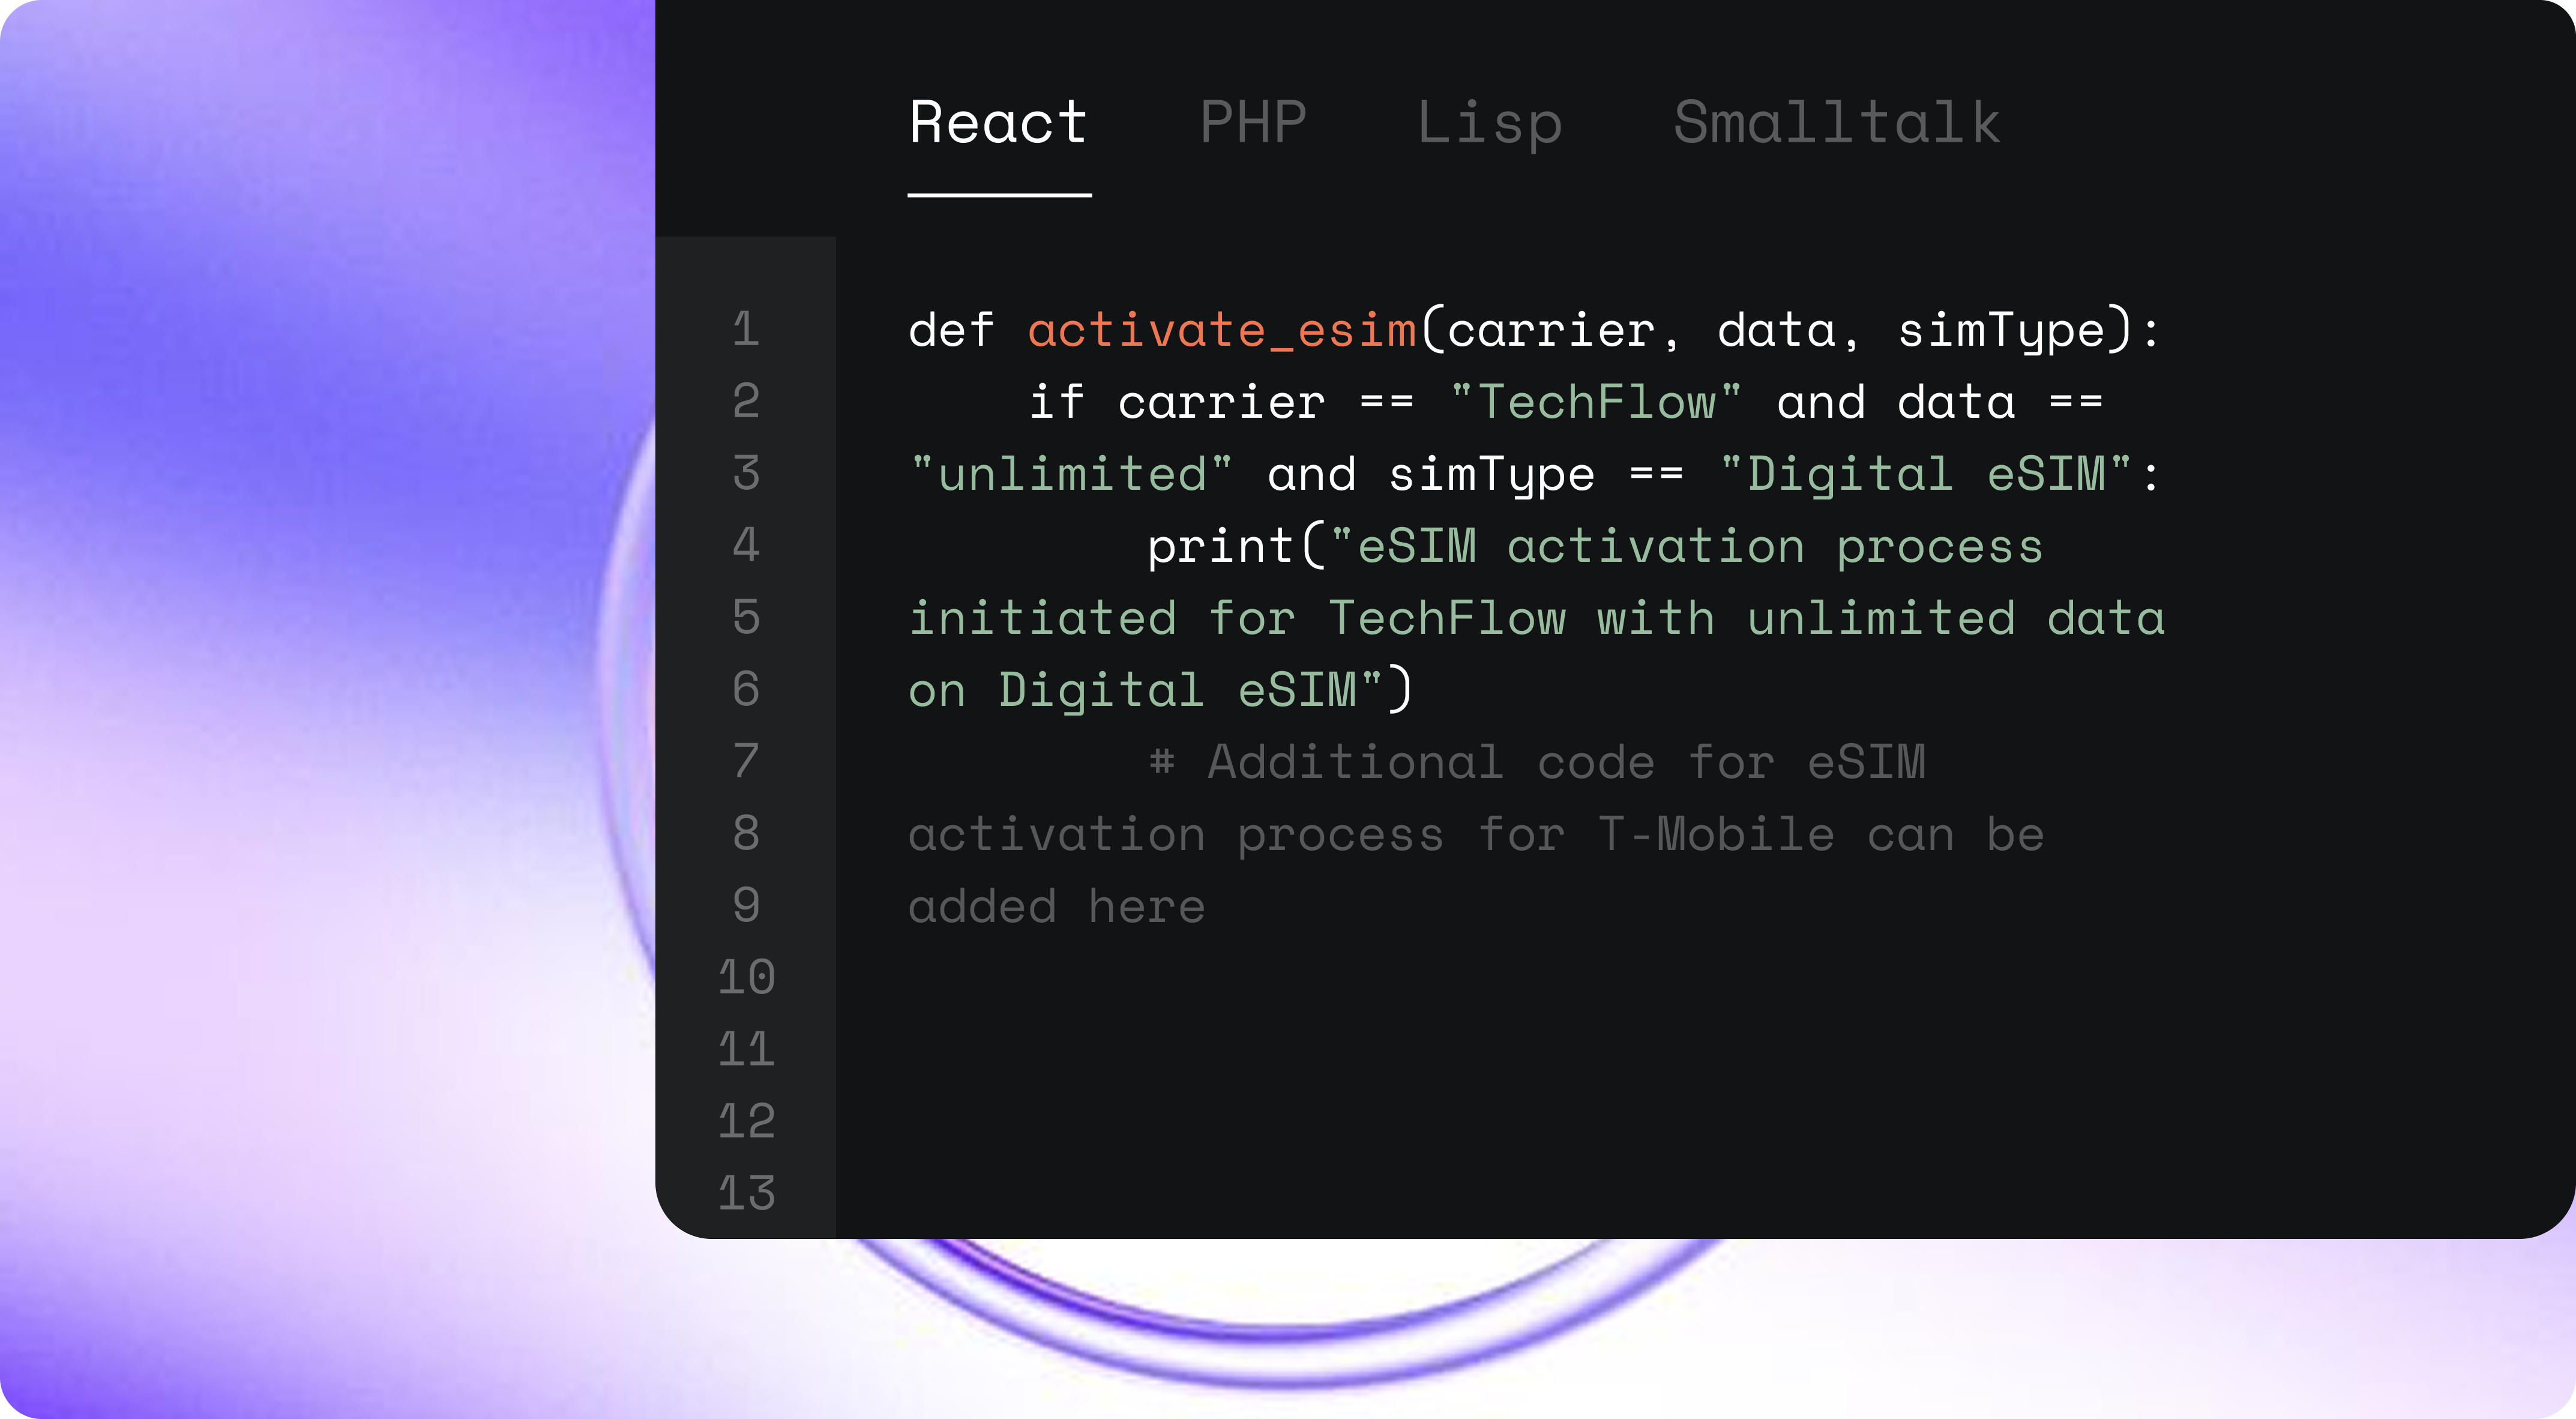 React PHP Lisp Smalltalk
1 def activate_esim(carrier, data, simType):
2     if carrier == "TechFlow" and data ==
3 "unlimited" and simType == "Digital eSIM":
4         print("eSIM activation process
5 initiated for TechFlow with unlimited data
6 on Digital eSIM")
7         # Additional code for eSIM
8 activation process for T-Mobile can be
9 added here
10
11
12
13